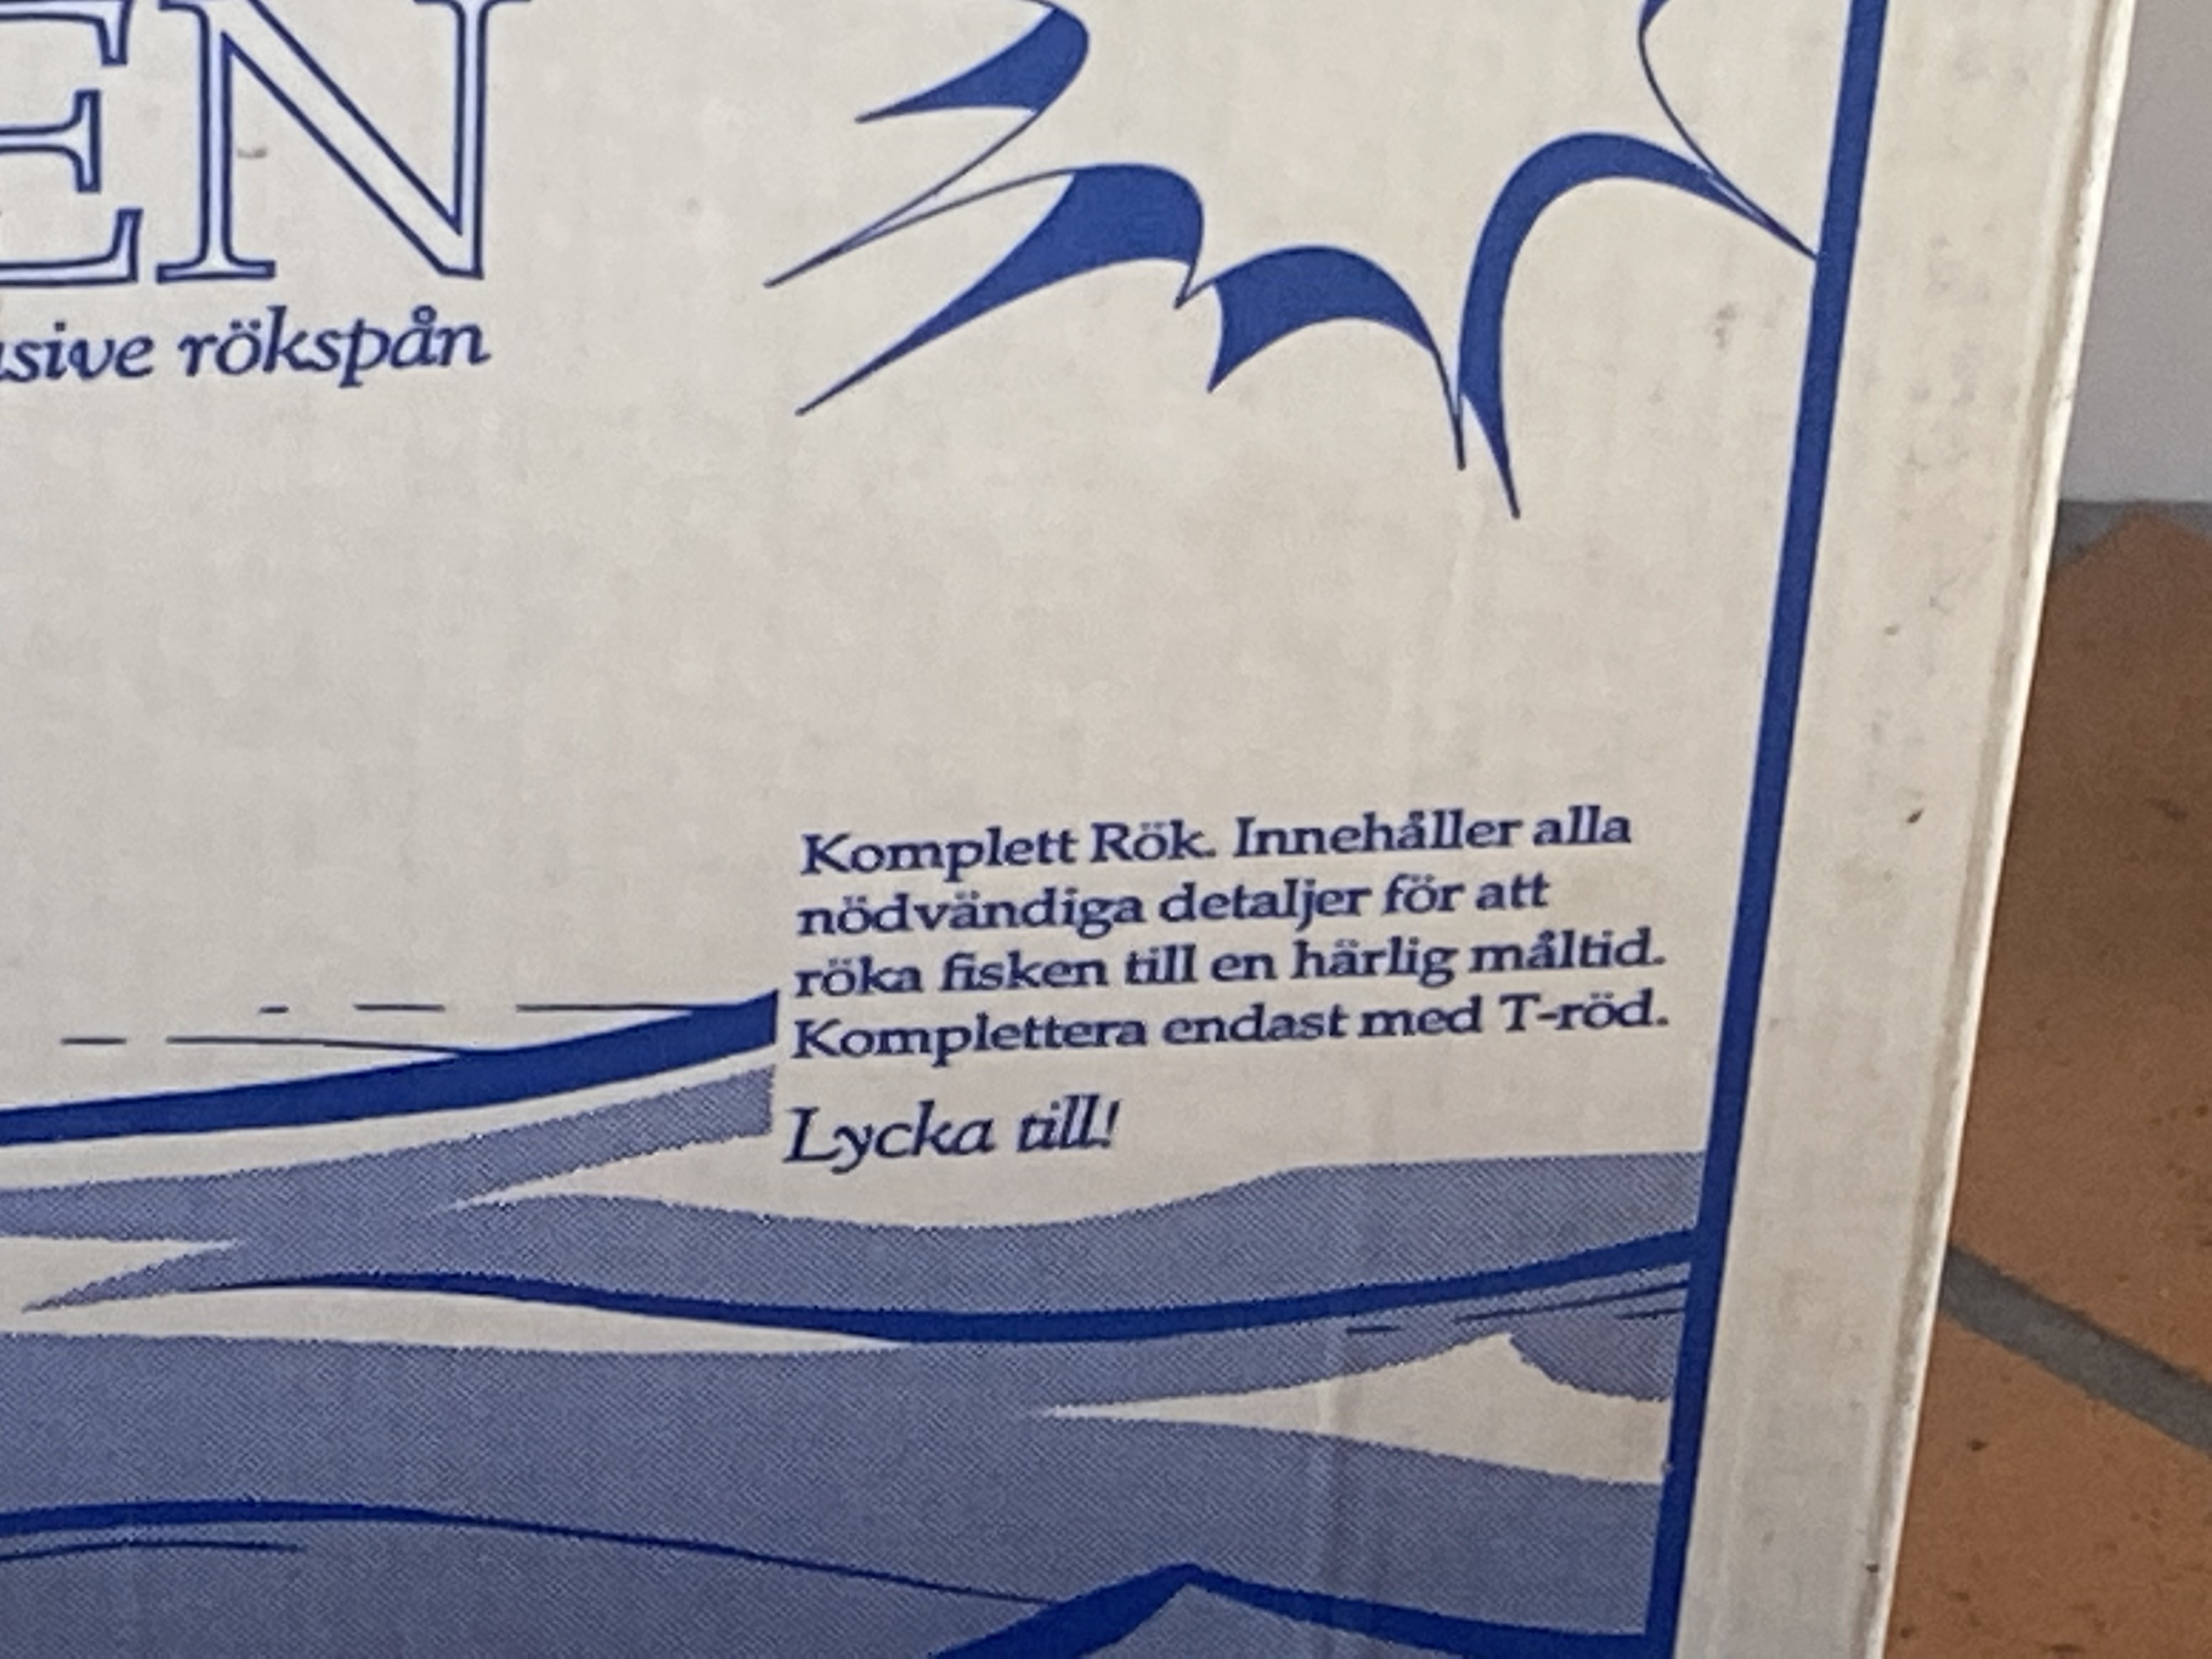 EN
rökspån
Komplett Rök. Innehåller alla
nödvändiga detaljer för att
röka fisken till en härlig måltid.
Komplettera endast med T-röd.
Lycka till!